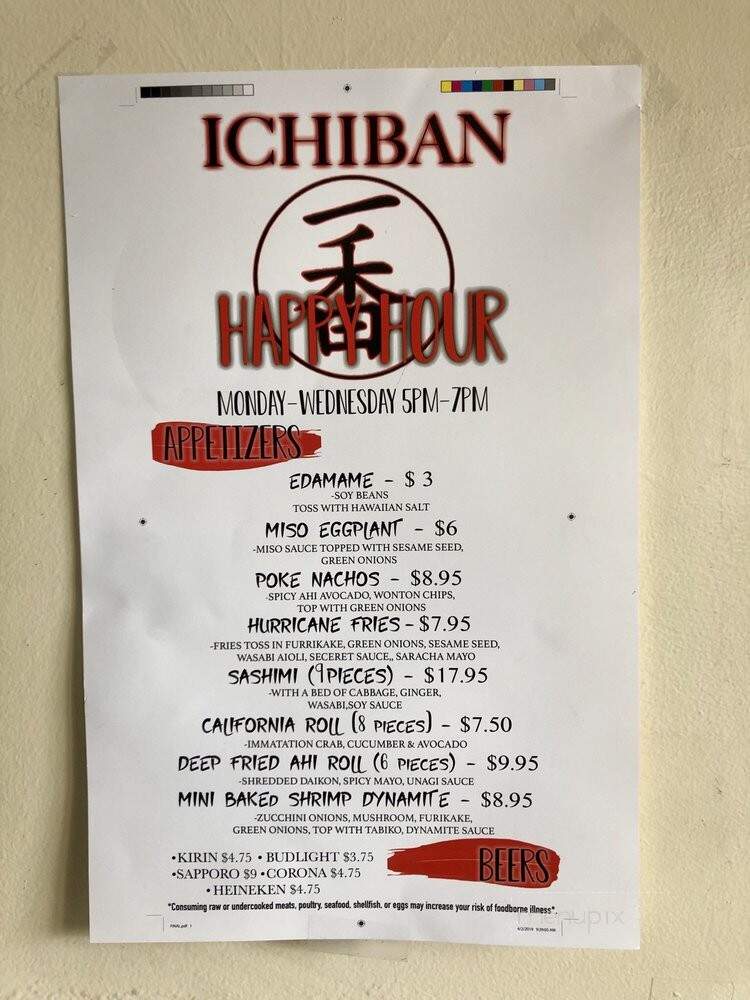 ICHIBAN
一番
HAPPY HOUR
MONDAY-WEDNESDAY 5PM-7PM
APPETIZERS
EDAMAME - $ 3
-SOY BEANS
TOSS WITH HAWAIIAN SALT
MISO EGGPLANT - $6
-MISO SAUCE TOPPED WITH SESAME SEED,
GREEN ONIONS
POKE NACHOS - $8.95
-SPICY AHI AVOCADO, WONTON CHIPS,
TOP WITH GREEN ONIONS
HURRICANE FRIES - $7.95
-FRIES TOSS IN FURRIKAKE, GREEN ONIONS, SESAME SEED,
WASABI AIOLI, SECERET SAUCE,, SARACHA MAYO
SASHIMI (9PIECES) - $17.95
-WITH A BED OF CABBAGE, GINGER,
WASABI,SOY SAUCE
CALIFORNIA ROLL (8 PIECES) - $7.50
-IMMATATION CRAB, CUCUMBER & AVOCADO
DEEP FRIED AHI ROLL (6 PIECES) - $9.95
-SHREDDED DAIKON, SPICY MAYO, UNAGI SAUCE
MINI BAKED SHRIMP DYNAMITE - $8.95
-ZUCCHINI ONIONS, MUSHROOM, FURIKAKE,
GREEN ONIONS, TOP WITH TABIKO, DYNAMITE SAUCE
•KIRIN $4.75 • BUDLIGHT $3.75
•SAPPORO $9 •CORONA $4.75
• HEINEKEN $4.75
BEERS
*Consuming raw or undercooked meats, poultry, seafood, shellfish, or eggs may increase your risk of foodborne illness*.
menupix
FINAL.pdf 1
4/2/2019